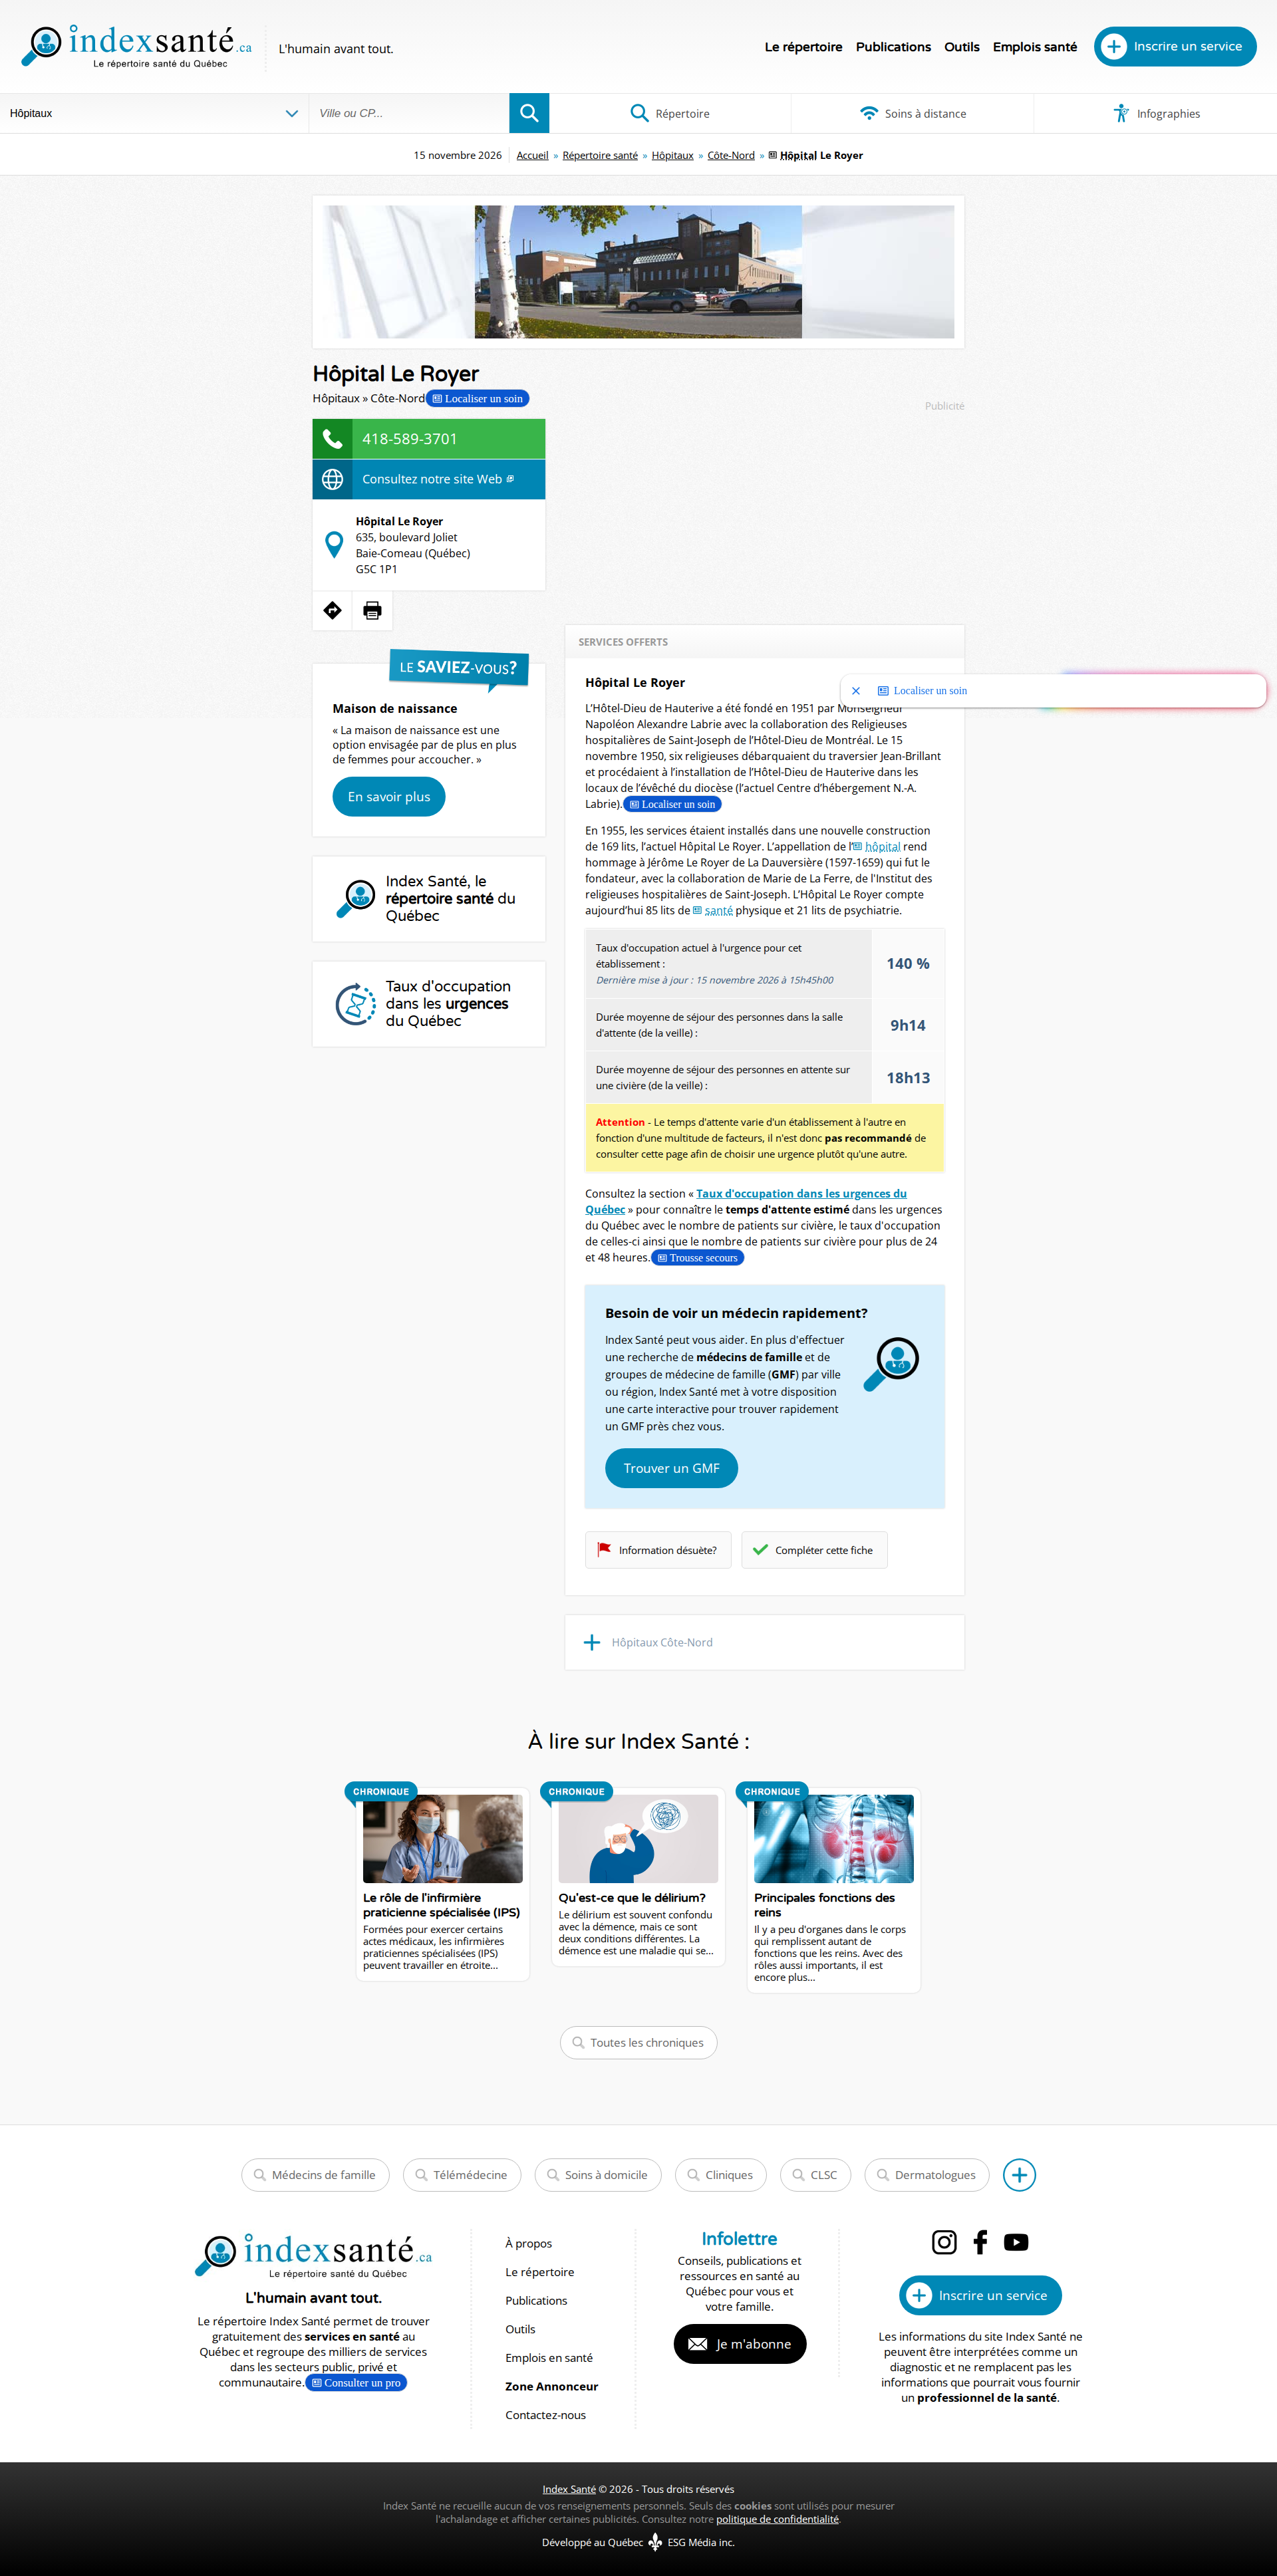 indexsanté.ca
Le répertoire santé du Québec
L'humain avant tout.
Le répertoire
Publications
Outils
Emplois santé
Inscrire un service
Hôpitaux
Ville ou CP...
Répertoire
Soins à distance
Infographies
15 novembre 2026
Accueil » Répertoire santé » Hôpitaux » Côte-Nord » Hôpital Le Royer
Hôpital Le Royer
Hôpitaux » Côte-Nord Localiser un soin
Publicité
418-589-3701
Consultez notre site Web
Hôpital Le Royer
635, boulevard Joliet
Baie-Comeau (Québec)
G5C 1P1
LE SAVIEZ-VOUS?
Maison de naissance
« La maison de naissance est une
option envisagée par de plus en plus
de femmes pour accoucher. »
En savoir plus
Index Santé, le
répertoire santé du
Québec
Taux d'occupation
dans les urgences
du Québec
SERVICES OFFERTS
Hôpital Le Royer
Localiser un soin
L'Hôtel-Dieu de Hauterive a été fondé en 1951 par Monseigneur
Napoléon Alexandre Labrie avec la collaboration des Religieuses
hospitalières de Saint-Joseph de l'Hôtel-Dieu de Montréal. Le 15
novembre 1950, six religieuses débarquaient du traversier Jean-Brillant
et procédaient à l'installation de l'Hôtel-Dieu de Hauterive dans les
locaux de l'évêché du diocèse (l'actuel Centre d'hébergement N.-A.
Labrie). Localiser un soin
En 1955, les services étaient installés dans une nouvelle construction
de 169 lits, l'actuel Hôpital Le Royer. L'appellation de l'hôpital rend
hommage à Jérôme Le Royer de La Dauversière (1597-1659) qui fut le
fondateur, avec la collaboration de Marie de La Ferre, de l'Institut des
religieuses hospitalières de Saint-Joseph. L'Hôpital Le Royer compte
aujourd'hui 85 lits de santé physique et 21 lits de psychiatrie.
Taux d'occupation actuel à l'urgence pour cet
établissement :
Dernière mise à jour : 15 novembre 2026 à 15h45h00
140 %
Durée moyenne de séjour des personnes dans la salle
d'attente (de la veille) :
9h14
Durée moyenne de séjour des personnes en attente sur
une civière (de la veille) :
18h13
Attention - Le temps d'attente varie d'un établissement à l'autre en
fonction d'une multitude de facteurs, il n'est donc pas recommandé de
consulter cette page afin de choisir une urgence plutôt qu'une autre.
Consultez la section « Taux d'occupation dans les urgences du
Québec » pour connaître le temps d'attente estimé dans les urgences
du Québec avec le nombre de patients sur civière, le taux d'occupation
de celles-ci ainsi que le nombre de patients sur civière pour plus de 24
et 48 heures. Trousse secours
Besoin de voir un médecin rapidement?
Index Santé peut vous aider. En plus d'effectuer
une recherche de médecins de famille et de
groupes de médecine de famille (GMF) par ville
ou région, Index Santé met à votre disposition
une carte interactive pour trouver rapidement
un GMF près chez vous.
Trouver un GMF
Information désuète?
Compléter cette fiche
Hôpitaux Côte-Nord
À lire sur Index Santé :
CHRONIQUE
Le rôle de l'infirmière
praticienne spécialisée (IPS)
Formées pour exercer certains
actes médicaux, les infirmières
praticiennes spécialisées (IPS)
peuvent travailler en étroite...
CHRONIQUE
Qu'est-ce que le délirium?
Le délirium est souvent confondu
avec la démence, mais ce sont
deux conditions différentes. La
démence est une maladie qui se...
CHRONIQUE
Principales fonctions des
reins
Il y a peu d'organes dans le corps
qui remplissent autant de
fonctions que les reins. Avec des
rôles aussi importants, il est
encore plus...
Toutes les chroniques
Médecins de famille
Télémédecine
Soins à domicile
Cliniques
CLSC
Dermatologues
indexsanté.ca
Le répertoire santé du Québec
L'humain avant tout.
Le répertoire Index Santé permet de trouver
gratuitement des services en santé au
Québec et regroupe des milliers de services
dans les secteurs public, privé et
communautaire. Consulter un pro
À propos
Le répertoire
Publications
Outils
Emplois en santé
Zone Annonceur
Contactez-nous
Infolettre
Conseils, publications et
ressources en santé au
Québec pour vous et
votre famille.
Je m'abonne
Inscrire un service
Les informations du site Index Santé ne
peuvent être interprétées comme un
diagnostic et ne remplacent pas les
informations que pourrait vous fournir
un professionnel de la santé.
Index Santé © 2026 - Tous droits réservés
Index Santé ne recueille aucun de vos renseignements personnels. Seuls des cookies sont utilisés pour mesurer
l'achalandage et afficher certaines publicités. Consultez notre politique de confidentialité.
Développé au Québec ESG Média inc.